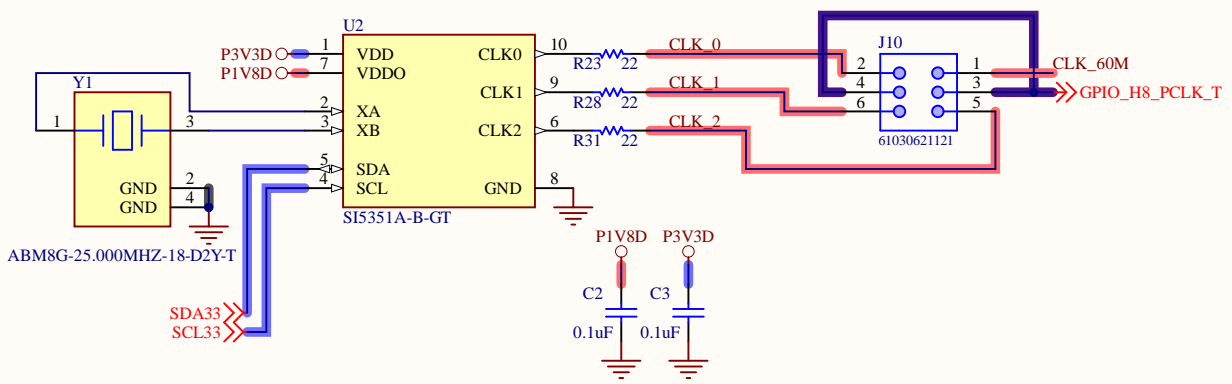 U2
P3V3D 1 VDD CLK0 10 R23 22 CLK_0
P1V8D 7 VDDO
J10
2 1 CLK_60M
Y1
CLK1 9 R28 22 CLK_1
4 3 GPIO_H8_PCLK_T
2 XA
6 5
1 3 3 XB CLK2 6 R31 22 CLK_2
61030621121
5 SDA
GND 2 4 SCL GND 8
GND 4
SI5351A-B-GT
ABM8G-25.000MHZ-18-D2Y-T
P1V8D P3V3D
C2 C3
SDA33
SCL33
0.1uF 0.1uF